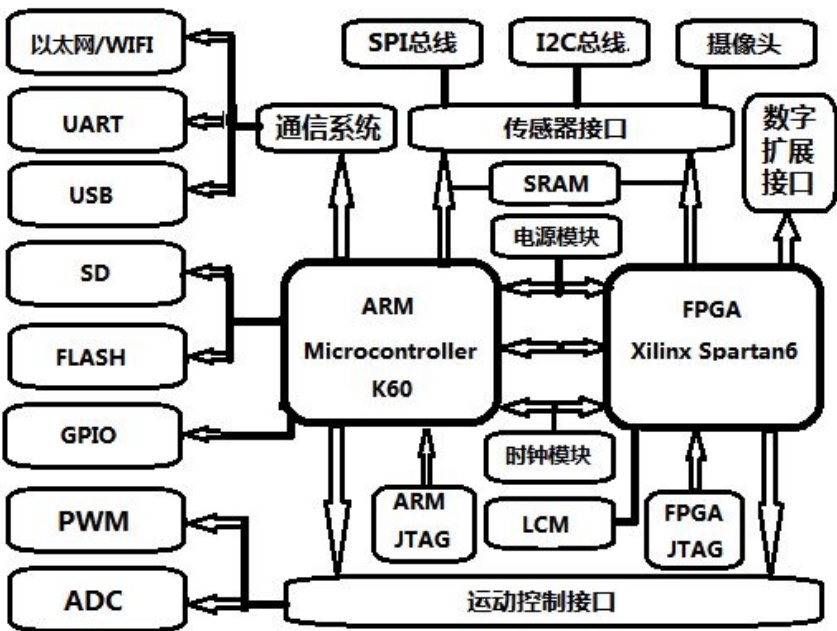 以太网/WIFI
SPI总线
I2C总线
摄像头
UART
通信系统
传感器接口
数字
扩展
接口
USB
SRAM
电源模块
SD
ARM
Microcontroller
K60
FPGA
Xilinx Spartan6
FLASH
GPIO
时钟模块
PWM
ARM
JTAG
LCM
FPGA
JTAG
ADC
运动控制接口